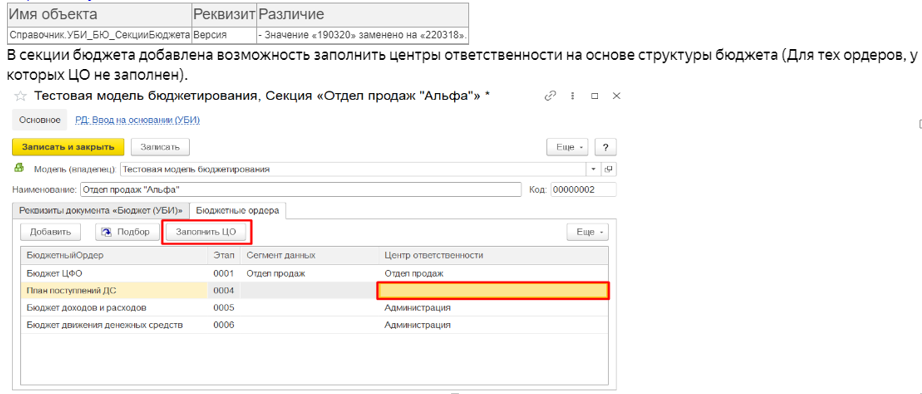 Имя объекта Реквизит Различие
Справочник.УБИ_БЮ_СекцииБюджета Версия - Значение «190320» заменено на «220318».
В секции бюджета добавлена возможность заполнить центры ответственности на основе структуры бюджета (Для тех ордеров, у
которых ЦО не заполнен).
Тестовая модель бюджетирования, Секция «Отдел продаж "Альфа"» *
Основное РД: Ввод на основании (УБИ)
Записать и закрыть Записать Еще ?
Модель (владелец): Тестовая модель бюджетирования
Наименование: Отдел продаж "Альфа" Код: 00000002
Реквизиты документа «Бюджет (УБИ)» Бюджетные ордера
Добавить Подбор Заполнить ЦО Еще
БюджетныйОрдер Этап Сегмент данных Центр ответственности
Бюджет ЦФО 0001 Отдел продаж Отдел продаж
План поступлений ДС 0004
Бюджет доходов и расходов 0005 Администрация
Бюджет движения денежных средств 0006 Администрация